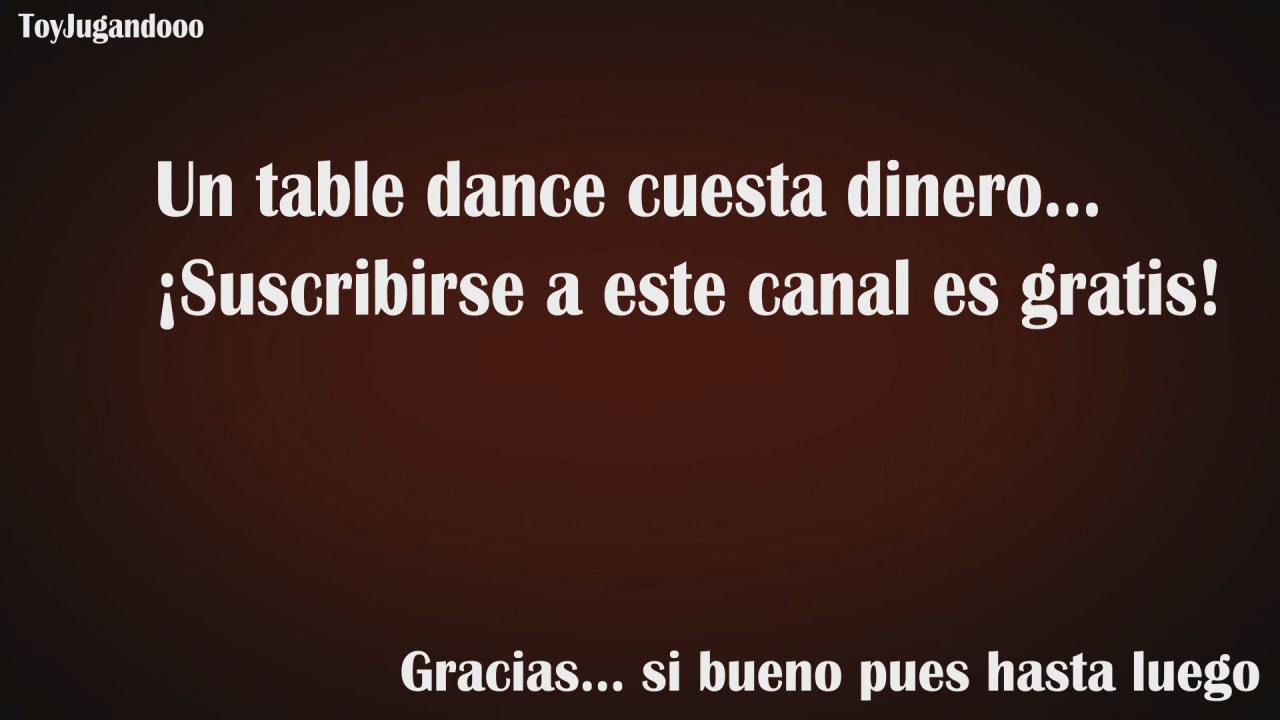 ToyJugandooo
Un table dance cuesta dinero...
¡Suscribirse a este canal es gratis!
Gracias... si bueno pues hasta luego